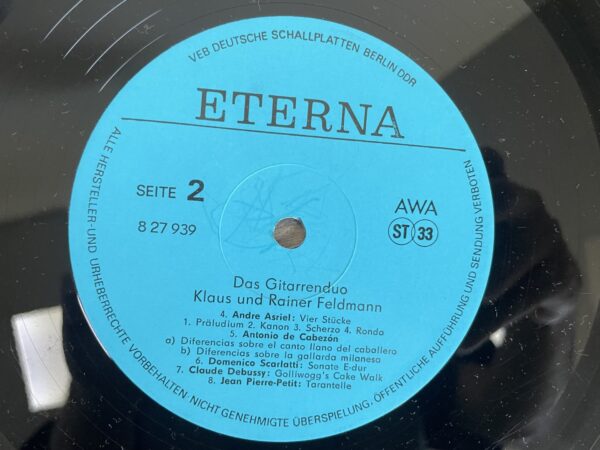 VEB DEUTSCHE SCHALLPLATTEN BERLIN DDR
ETERNA
SEITE 2
8 27 939
AWA
ST 33
Das Gitarrenduo
Klaus und Rainer Feldmann
4. Andre Asriel: Vier Stücke
1. Präludium 2. Kanon 3. Scherzo 4. Rondo
5. Antonio de Cabezón
a) Diferencias sobre el canto llano del caballero
b) Diferencias sobre la gallarda milanesa
6. Domenico Scarlatti: Sonate E-dur
7. Claude Debussy: Golliwogg's Cake Walk
8. Jean Pierre-Petit: Tarantelle
ALLE HERSTELLER-UND URHEBERRECHTE VORBEHALTEN NICHT GENEHMIGTE ÜBERSPIELUNG, ÖFFENTLICHE AUFFÜHRUNG UND SENDUNG VERBOTEN